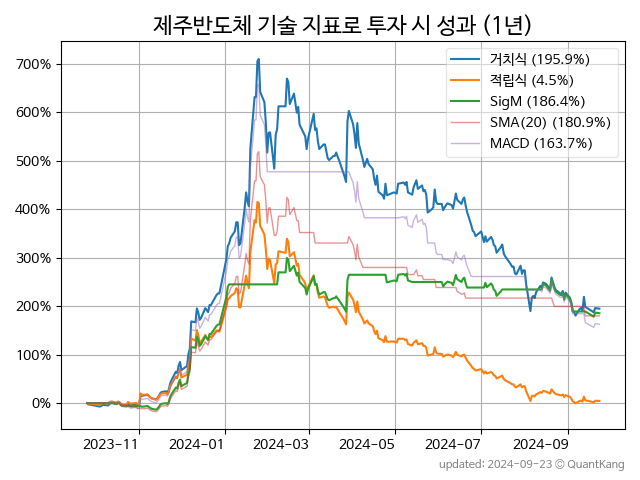 제주반도체 기술 지표로 투자 시 성과 (1년)
700%
600%
500%
400%
300%
200%
100%
0%
거치식 (195.9%)
적립식 (4.5%)
SigM (186.4%)
SMA(20) (180.9%)
MACD (163.7%)
2023-11
2024-01
2024-03
2024-05
2024-07
2024-09
updated: 2024-09-23 © QuantKang